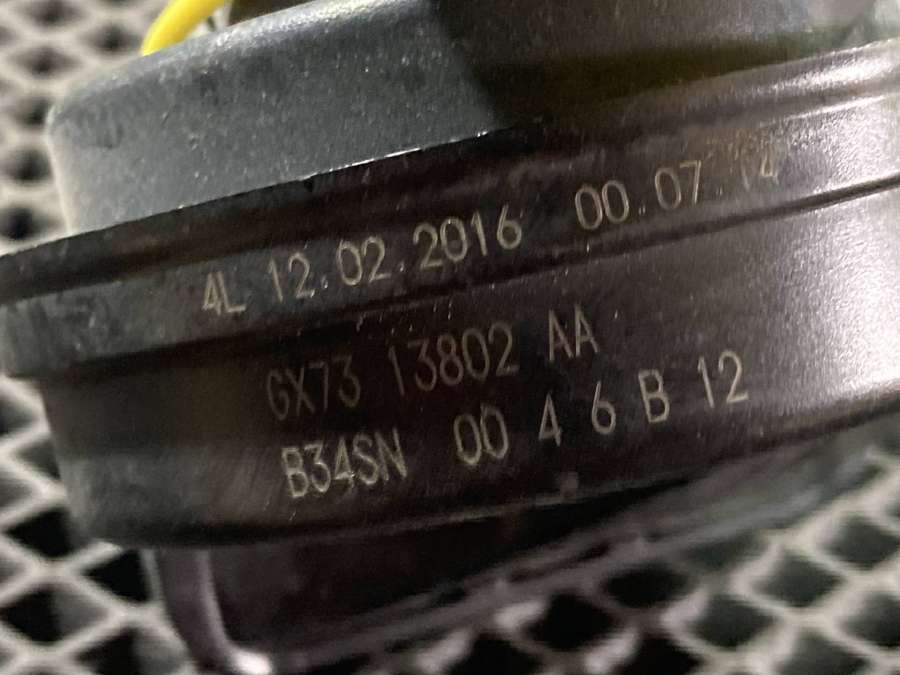 4L 12.02.2016 00.07.14
GX73 13802 AA
B34SN 00 4 6 B 12